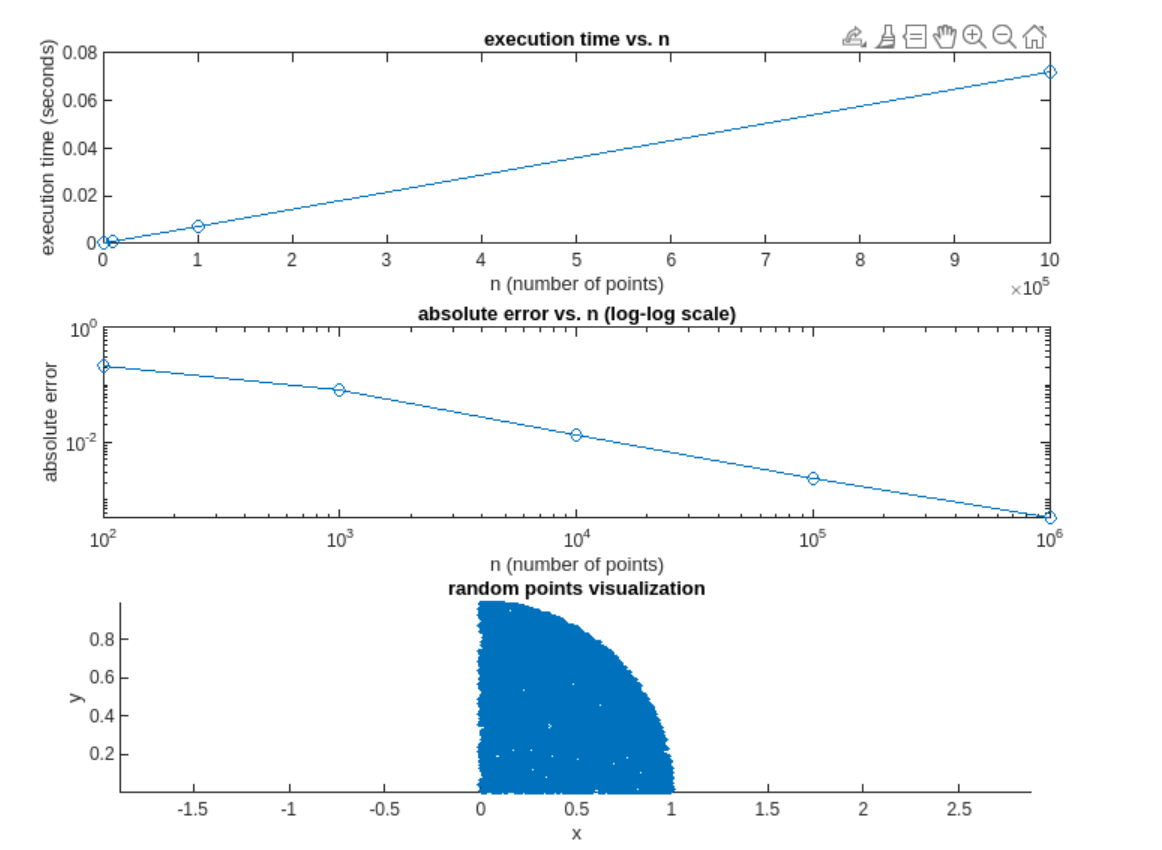 execution time vs. n
execution time (seconds)
0.08
0.06
0.04
0.02
0
0 1 2 3 4 5 6 7 8 9 10
n (number of points)
×10⁵
absolute error vs. n (log-log scale)
absolute error
10⁰
10⁻²
10² 10³ 10⁴ 10⁵ 10⁶
n (number of points)
random points visualization
y
0.8
0.6
0.4
0.2
-1.5 -1 -0.5 0 0.5 1 1.5 2 2.5
x